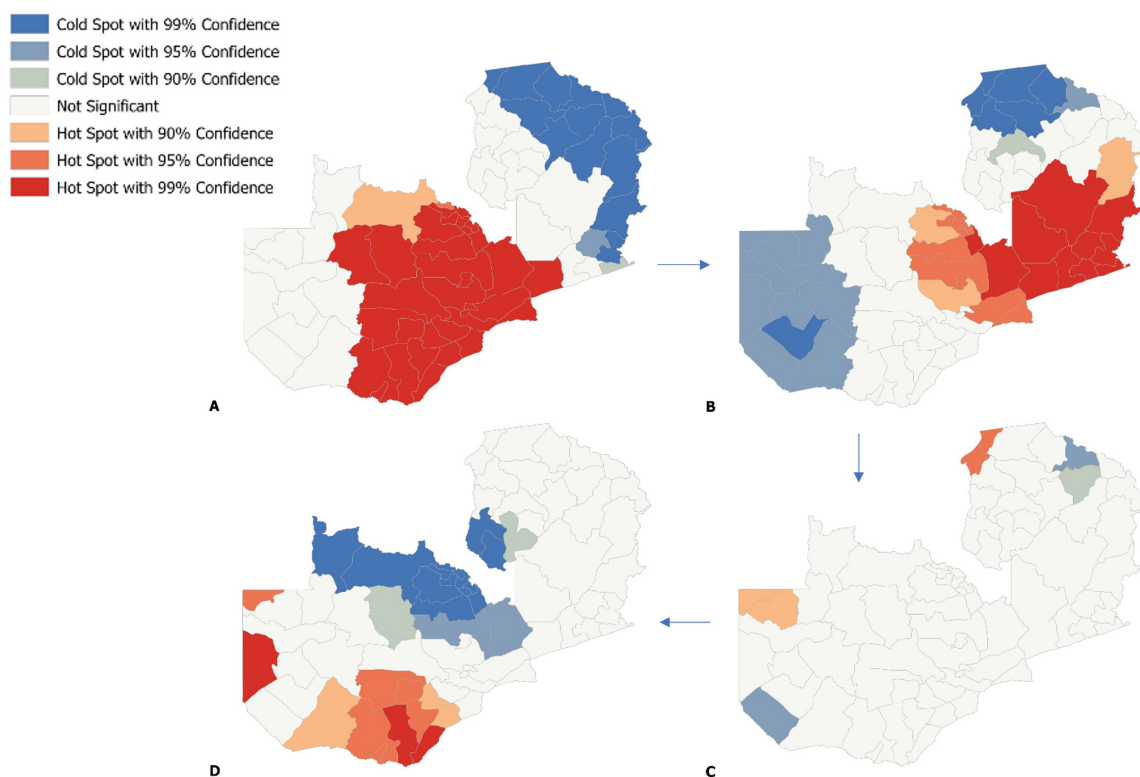 Cold Spot with 99% Confidence
Cold Spot with 95% Confidence
Cold Spot with 90% Confidence
Not Significant
Hot Spot with 90% Confidence
Hot Spot with 95% Confidence
Hot Spot with 99% Confidence
A
B
D
C